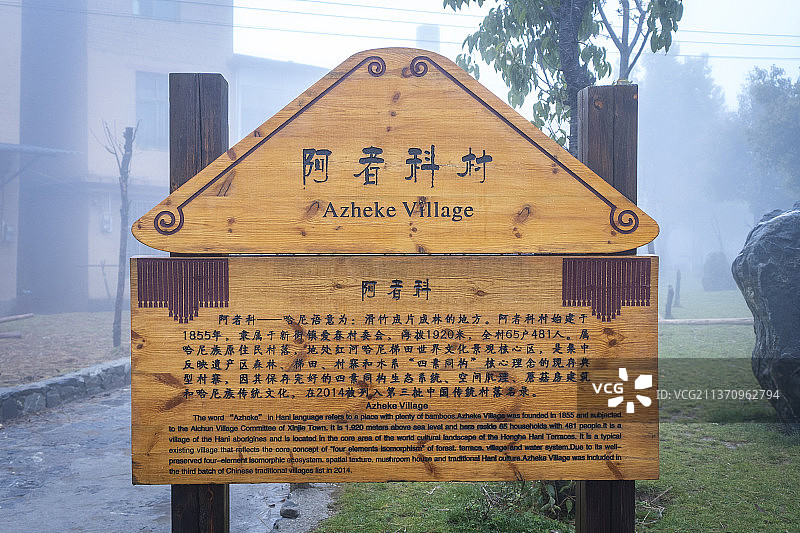 阿者科村
Azheke Village
阿者科
阿者科——哈尼语意为：滑竹成片成林的地方。阿者科村始建于
1855年，隶属于新街镇爱春村委会，海拔1920米，全村65户481人。属
哈尼族原住民村落，地处红河哈尼梯田世界文化景观核心区，是集中
反映遗产区森林、梯田、村寨和水系“四素同构”核心理念的现存典
型村寨，因其保存完好的四素同构生态系统、空间肌理、蘑菇房建筑
和哈尼族传统文化，在2014被列入第三批中国传统村落名录。
Azheke Village
The word "Azhoke" in Hani language refers to a place with plenty of bamboos.Azheke Village was founded in 1855 and subjected
to the Aichun Village Committee of Xinjie Town. It is 1,920 meters above sea level and here reside 65 households with 481 people.It is a
village of the Hani aborigines and is located in the core area of the world cultural landscape of the Honghe Hani Terraces. It is a typical
existing village that reflects the core concept of "four elements isomorphism" of forest, terrace, village and water system.Due to its well-
preserved four-element isomorphic ecosystem, spatial texture, mushroom house and traditional Hani culture,Azheke Village was included in
the third batch of Chinese traditional villages list in 2014.
VCG
VCG.COM/VCG41N1370962794